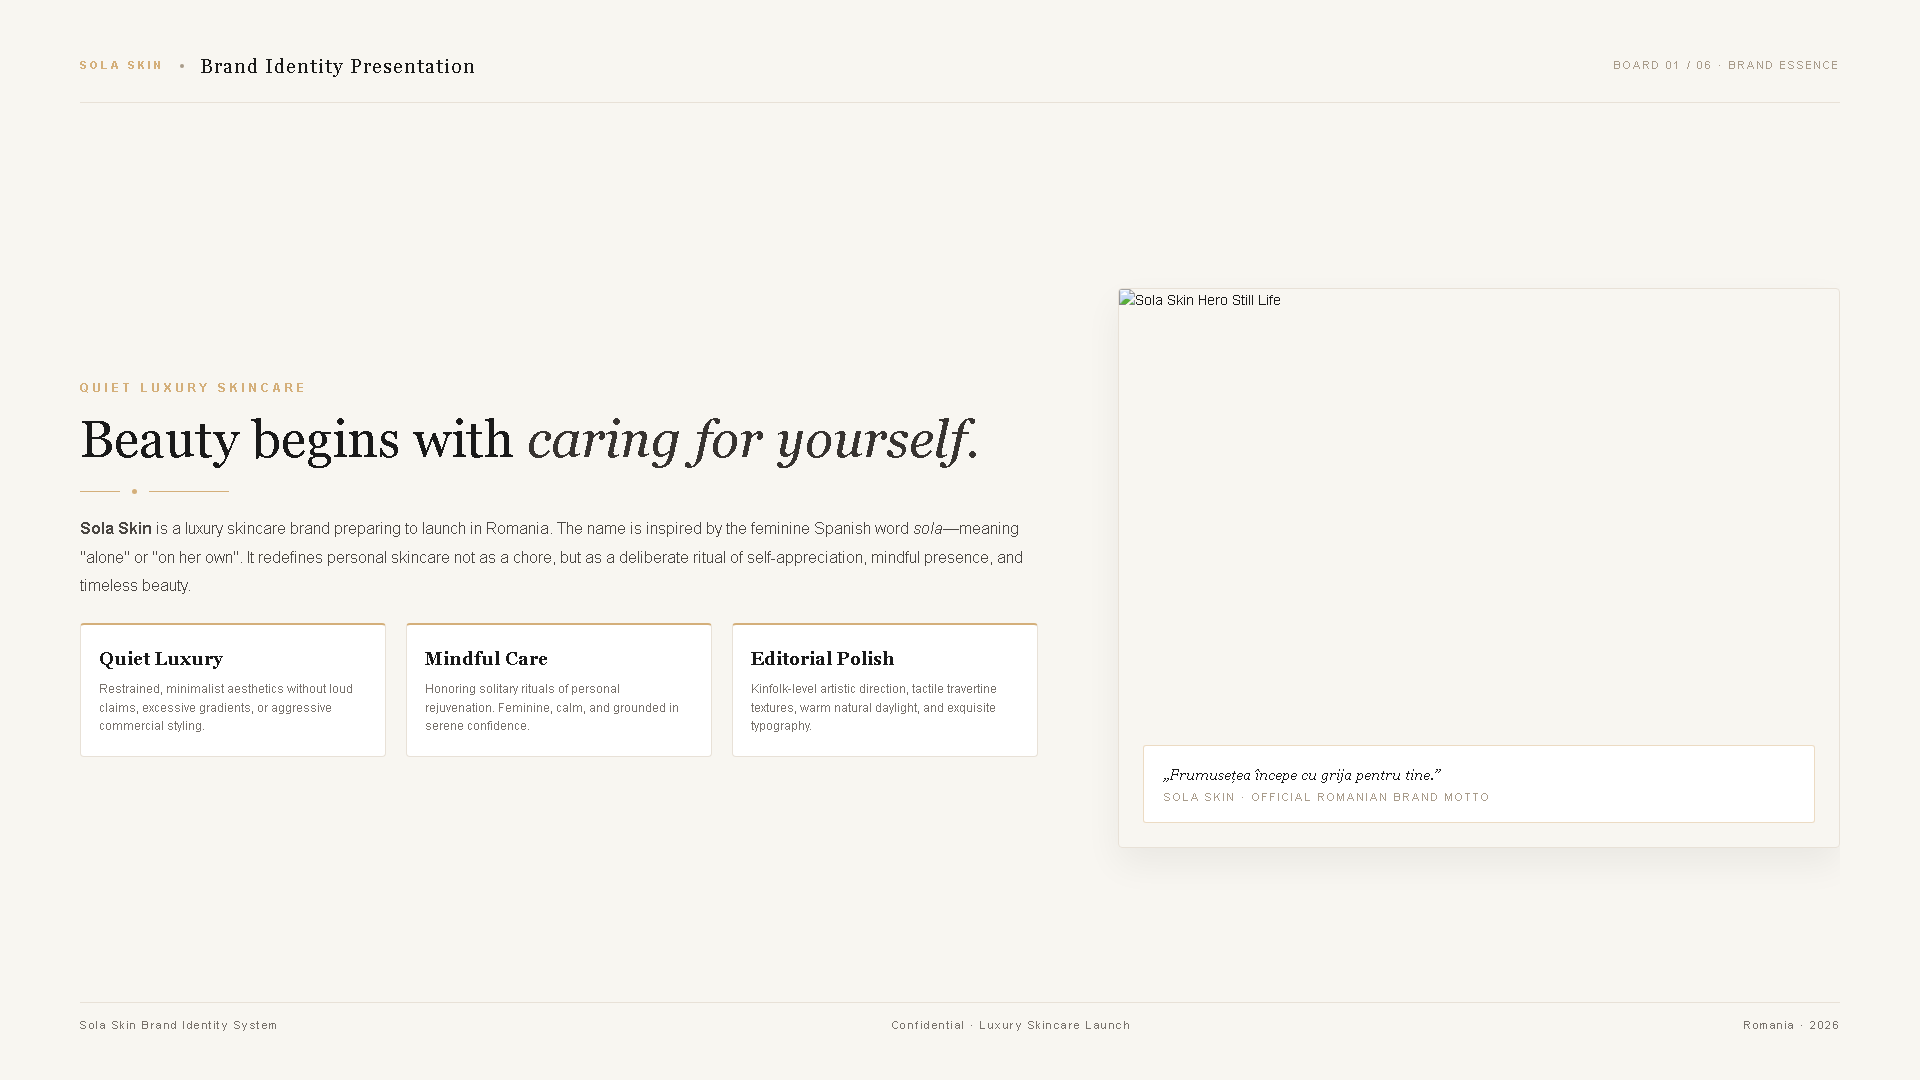 SOLA SKIN • Brand Identity Presentation
BOARD 01 / 06 · BRAND ESSENCE
QUIET LUXURY SKINCARE
Beauty begins with caring for yourself.
Sola Skin is a luxury skincare brand preparing to launch in Romania. The name is inspired by the feminine Spanish word sola—meaning
"alone" or "on her own". It redefines personal skincare not as a chore, but as a deliberate ritual of self-appreciation, mindful presence, and
timeless beauty.
Quiet Luxury
Restrained, minimalist aesthetics without loud
claims, excessive gradients, or aggressive
commercial styling.
Mindful Care
Honoring solitary rituals of personal
rejuvenation. Feminine, calm, and grounded in
serene confidence.
Editorial Polish
Kinfolk-level artistic direction, tactile travertine
textures, warm natural daylight, and exquisite
typography.
Sola Skin Hero Still Life
„Frumusețea începe cu grija pentru tine.”
SOLA SKIN · OFFICIAL ROMANIAN BRAND MOTTO
Sola Skin Brand Identity System
Confidential · Luxury Skincare Launch
Romania · 2026